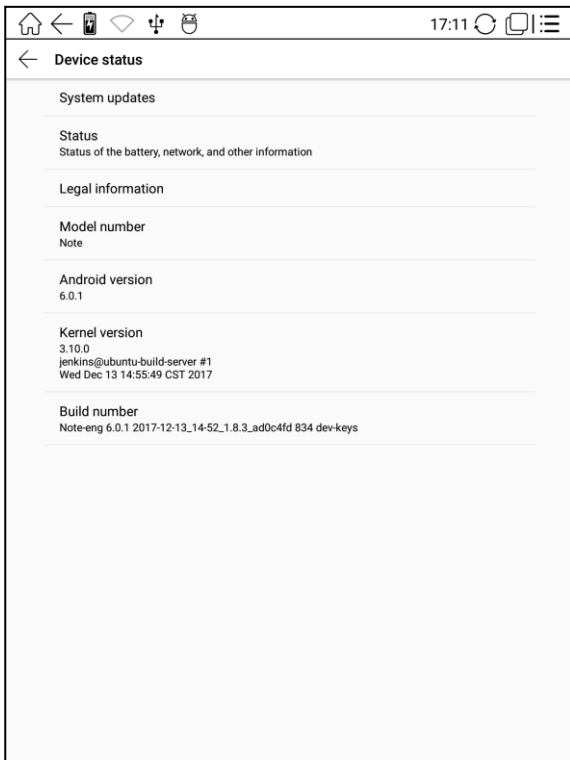 17:11
Device status
System updates
Status
Status of the battery, network, and other information
Legal information
Model number
Note
Android version
6.0.1
Kernel version
3.10.0
jenkins@ubuntu-build-server #1
Wed Dec 13 14:55:49 CST 2017
Build number
Note-eng 6.0.1 2017-12-13_14-52_1.8.3_ad0c4fd 834 dev-keys